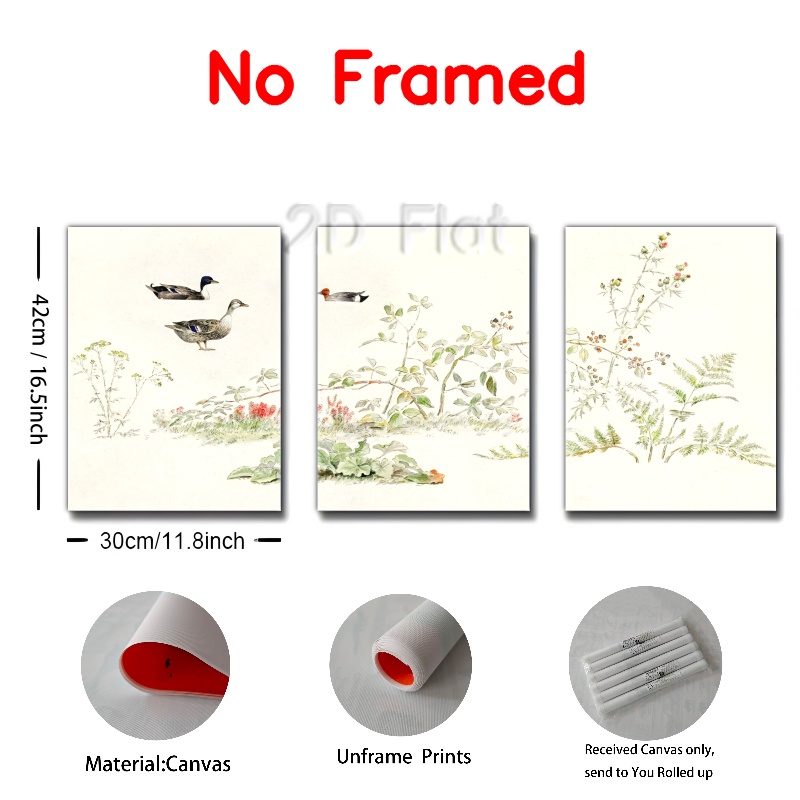 No Framed
2D Flat
42cm / 16.5inch
30cm/11.8inch
Material:Canvas
Unframe Prints
Received Canvas only,
send to You Rolled up